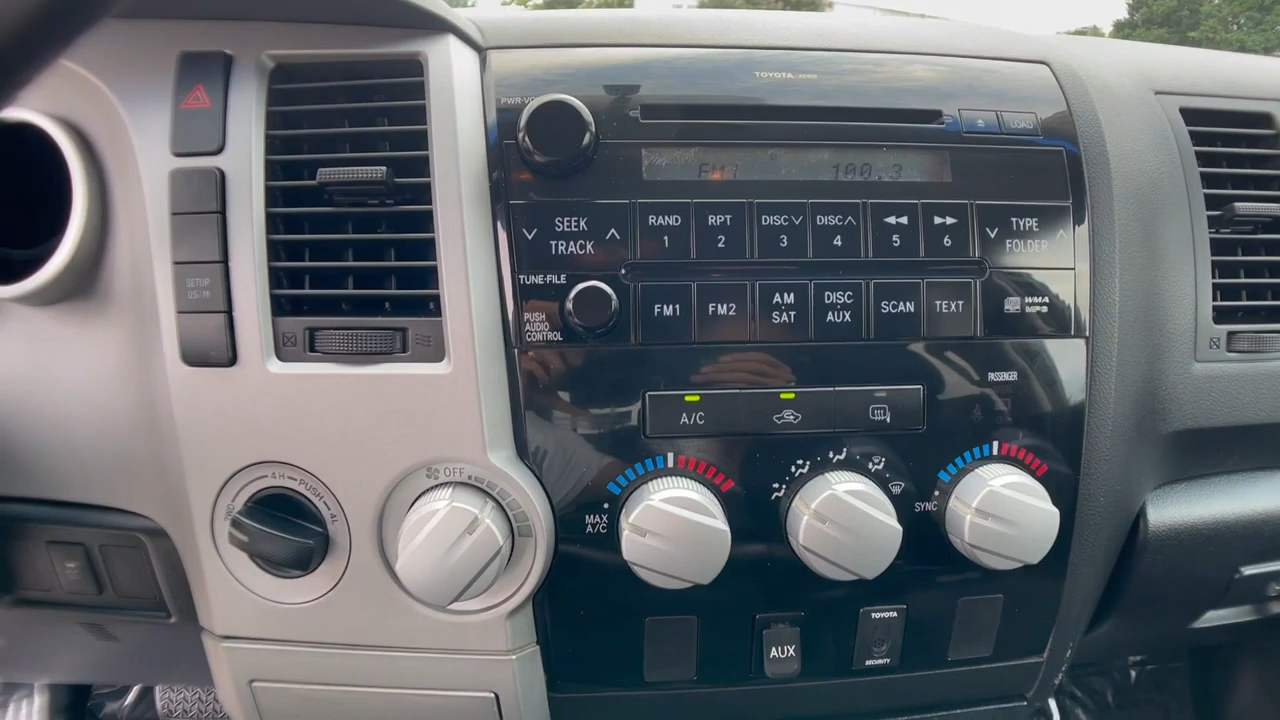 TOYOTA
PWR·VOL
LOAD
FM1 100.3
SEEK
TRACK
RAND
1
RPT
2
DISC
3
DISC
4
5
6
TYPE
FOLDER
TUNE·FILE
PUSH
AUDIO
CONTROL
FM1
FM2
AM
SAT
DISC
AUX
SCAN
TEXT
WMA
MP3
SETUP
US/M
PASSENGER
A/C
4H
PUSH
4L
OFF
MAX
A/C
SYNC
AUX
TOYOTA
SECURITY